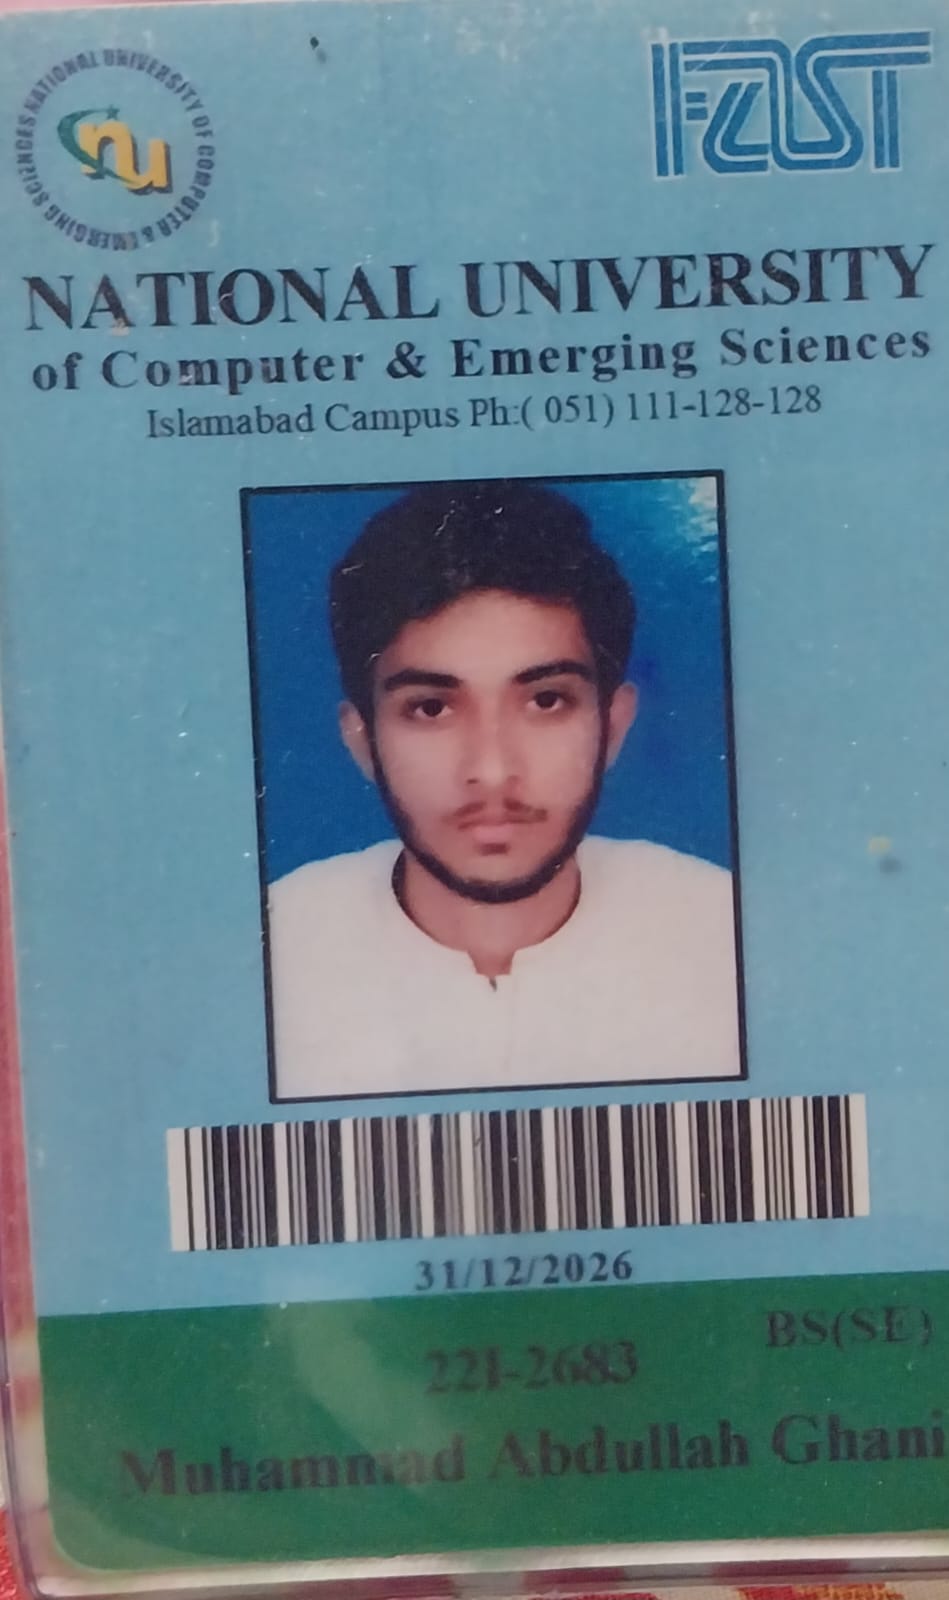 NATIONAL UNIVERSITY OF COMPUTER & EMERGING SCIENCES
nu
FAST
NATIONAL UNIVERSITY
of Computer & Emerging Sciences
Islamabad Campus Ph:( 051) 111-128-128
31/12/2026
BS(SE)
22I-2683
Muhammad Abdullah Ghani